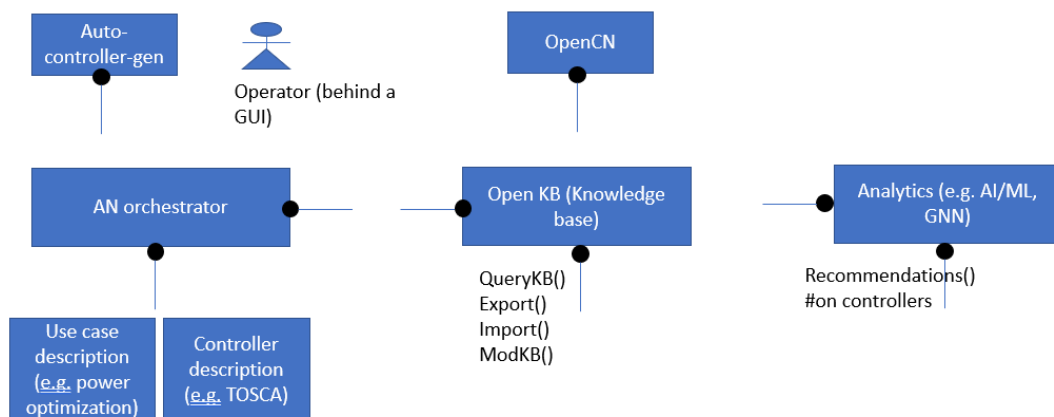 Auto-
controller-gen
Operator (behind a
GUI)
OpenCN
AN orchestrator
Open KB (Knowledge
base)
Analytics (e.g. AI/ML,
GNN)
QueryKB()
Export()
Import()
ModKB()
Recommendations()
#on controllers
Use case
description
(e.g. power
optimization)
Controller
description
(e.g. TOSCA)